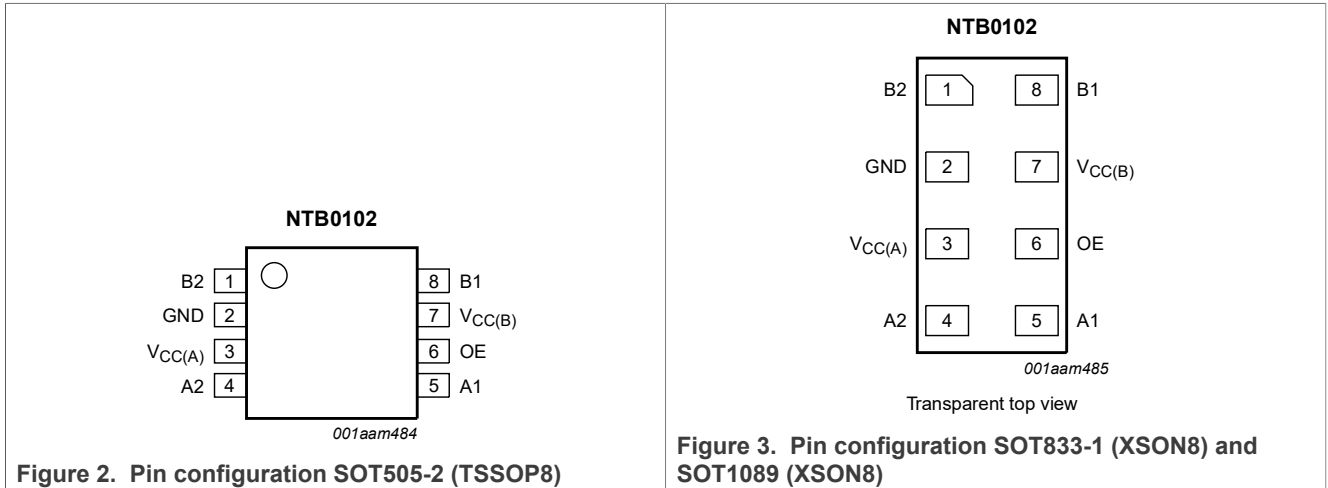 NTB0102
B2 1 8 B1
GND 2 7 VCC(B)
VCC(A) 3 6 OE
A2 4 5 A1
001aam484
Figure 2. Pin configuration SOT505-2 (TSSOP8)
NTB0102
B2 1 8 B1
GND 2 7 VCC(B)
VCC(A) 3 6 OE
A2 4 5 A1
001aam485
Transparent top view
Figure 3. Pin configuration SOT833-1 (XSON8) and
SOT1089 (XSON8)